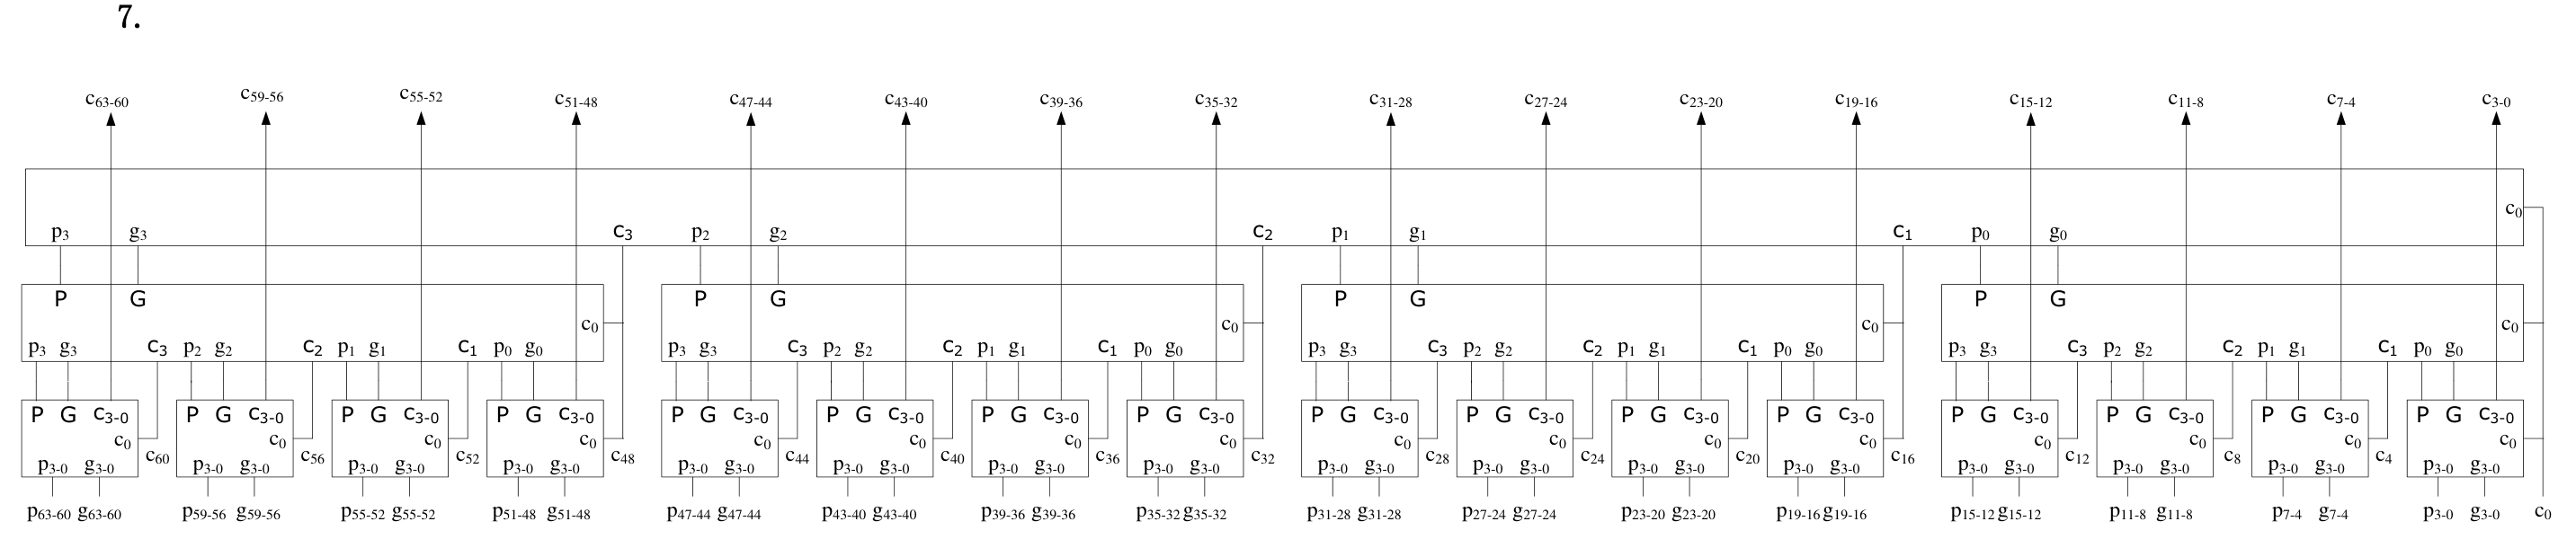 7.
c63-60 c59-56 c55-52 c51-48 c47-44 c43-40 c39-36 c35-32 c31-28 c27-24 c23-20 c19-16 c15-12 c11-8 c7-4 c3-0
c0
p3 g3 c3 p2 g2 c2 p1 g1 c1 p0 g0
P G P G P G P G
c0 c0 c0 c0
p3 g3 c3 p2 g2 c2 p1 g1 c1 p0 g0 p3 g3 c3 p2 g2 c2 p1 g1 c1 p0 g0 p3 g3 c3 p2 g2 c2 p1 g1 c1 p0 g0 p3 g3 c3 p2 g2 c2 p1 g1 c1 p0 g0
P G c3-0 P G c3-0 P G c3-0 P G c3-0 P G c3-0 P G c3-0 P G c3-0 P G c3-0 P G c3-0 P G c3-0 P G c3-0 P G c3-0 P G c3-0 P G c3-0 P G c3-0 P G c3-0
c0 c0 c0 c0 c0 c0 c0 c0 c0 c0 c0 c0 c0 c0 c0 c0
c60 c56 c52 c48 c44 c40 c36 c32 c28 c24 c20 c16 c12 c8 c4
p3-0 g3-0 p3-0 g3-0 p3-0 g3-0 p3-0 g3-0 p3-0 g3-0 p3-0 g3-0 p3-0 g3-0 p3-0 g3-0 p3-0 g3-0 p3-0 g3-0 p3-0 g3-0 p3-0 g3-0 p3-0 g3-0 p3-0 g3-0 p3-0 g3-0 p3-0 g3-0
p63-60 g63-60 p59-56 g59-56 p55-52 g55-52 p51-48 g51-48 p47-44 g47-44 p43-40 g43-40 p39-36 g39-36 p35-32 g35-32 p31-28 g31-28 p27-24 g27-24 p23-20 g23-20 p19-16 g19-16 p15-12 g15-12 p11-8 g11-8 p7-4 g7-4 p3-0 g3-0 c0